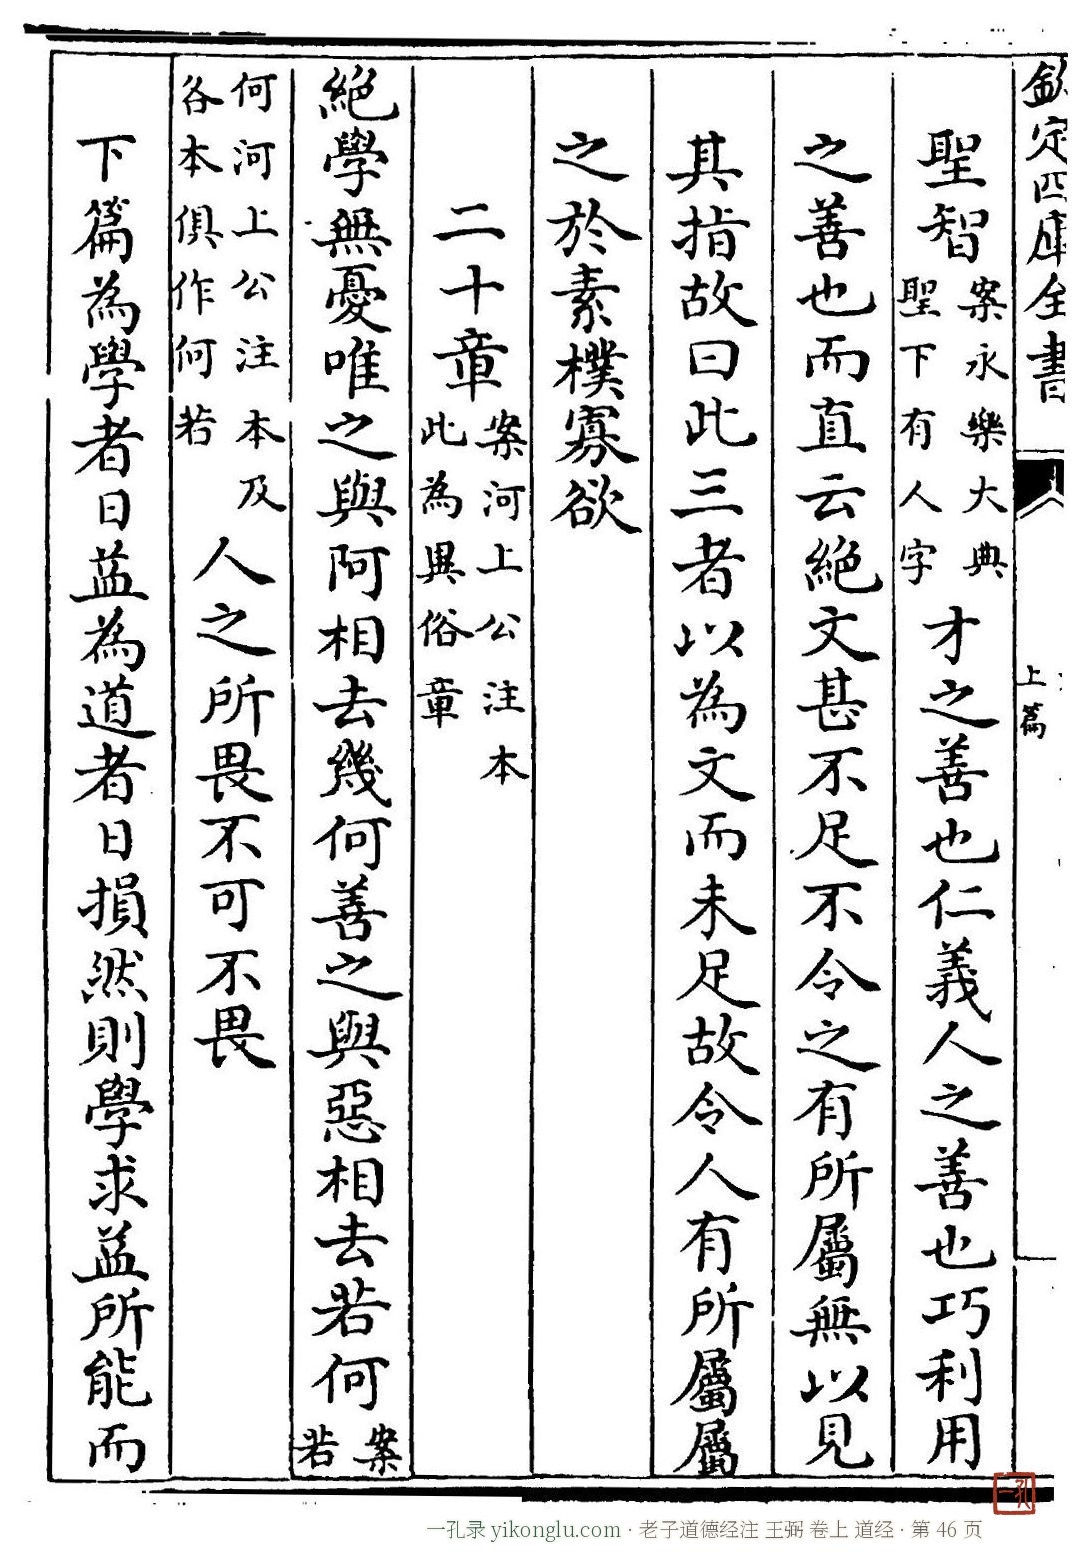 欽定四庫全書
上篇
聖智案永樂大典聖下有人字才之善也仁義人之善也巧利用
之善也而直云絕文甚不足不令之有所屬無以見
其指故曰此三者以為文而未足故令人有所屬屬
之於素樸寡欲
二十章案河上公注本此為異俗章
絕學無憂唯之與阿相去幾何善之與惡相去若何案若
何河上公注本及各本俱作何若人之所畏不可不畏
下篇為學者日益為道者日損然則學求益所能而
一孔
一孔录 yikonglu.com · 老子道德经注 王弼 卷上 道经 · 第 46 页